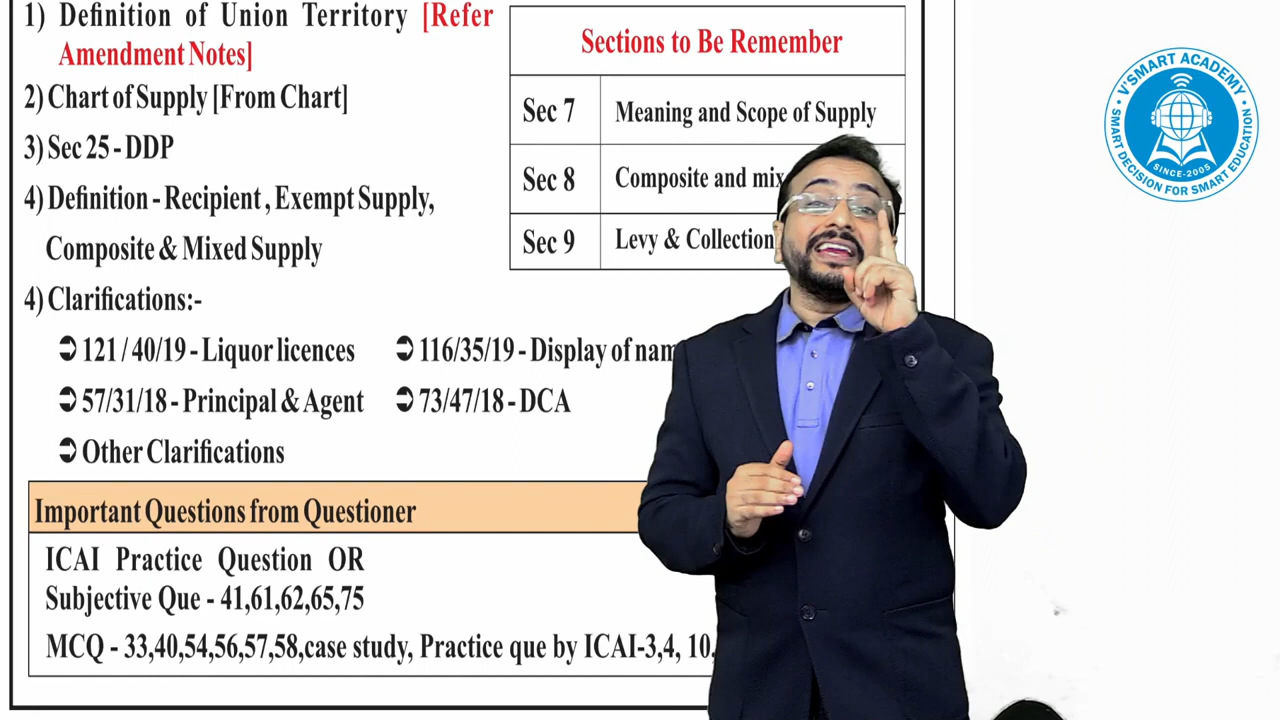 1) Definition of Union Territory [Refer
Amendment Notes]
2) Chart of Supply [From Chart]
3) Sec 25 - DDP
4) Definition - Recipient , Exempt Supply,
Composite & Mixed Supply
4) Clarifications:-
121 / 40/19 - Liquor licences
116/35/19 - Display of
57/31/18 - Principal & Agent
73/47/18 - DCA
Other Clarifications
Sections to Be Remember
Sec 7 Meaning and Scope of Supply
Sec 8 Composite and
Sec 9 Levy & Collection
Important Questions from Questioner
ICAI Practice Question OR
Subjective Que - 41,61,62,65,75
MCQ - 33,40,54,56,57,58,case study, Practice que by ICAI-3,4, 10,
V'SMART ACADEMY
SMART DECISION FOR SMART EDUCATION
SINCE-2005